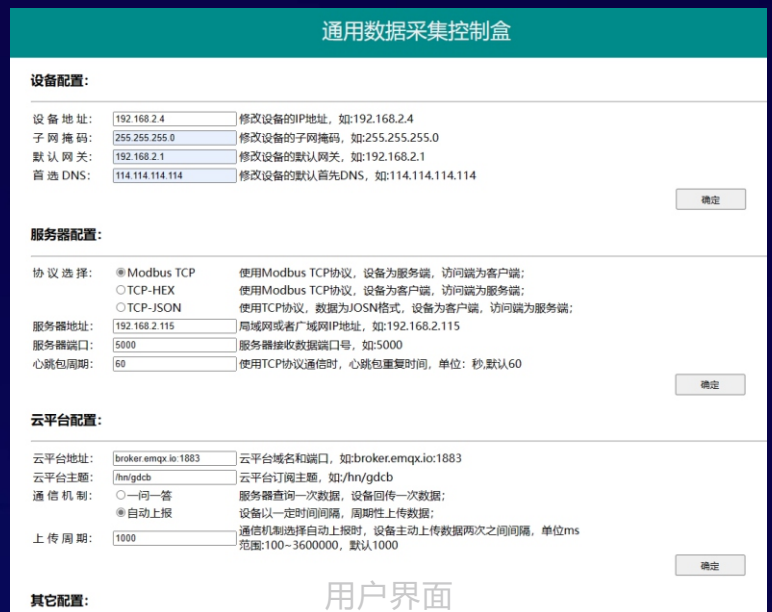 通用数据采集控制盒
设备配置：
设 备 地 址： 192.168.2.4 修改设备的IP地址，如:192.168.2.4
子 网 掩 码： 255.255.255.0 修改设备的子网掩码，如:255.255.255.0
默 认 网 关： 192.168.2.1 修改设备的默认网关，如:192.168.2.1
首 选 DNS： 114.114.114.114 修改设备的默认首先DNS，如:114.114.114.114
确定
服务器配置：
协 议 选 择： Modbus TCP 使用Modbus TCP协议，设备为服务端，访问端为客户端；
TCP-HEX 使用Modbus TCP协议，设备为客户端，访问端为服务端；
TCP-JSON 使用TCP协议，数据为JOSN格式，设备为客户端，访问端为服务端；
服务器地址： 192.168.2.115 局域网或者广域网IP地址，如:192.168.2.115
服务器端口： 5000 服务器接收数据端口号，如:5000
心跳包周期： 60 使用TCP协议通信时，心跳包重复时间，单位：秒,默认60
确定
云平台配置：
云平台地址： broker.emqx.io:1883 云平台域名和端口，如:broker.emqx.io:1883
云平台主题： /hn/gdcb 云平台订阅主题，如:/hn/gdcb
通 信 机 制： 一问一答 服务器查询一次数据，设备回传一次数据；
自动上报 设备以一定时间间隔，周期性上传数据；
上 传 周 期： 1000 通信机制选择自动上报时，设备主动上传数据两次之间间隔，单位ms
范围:100~3600000，默认1000
确定
其它配置：
用户界面